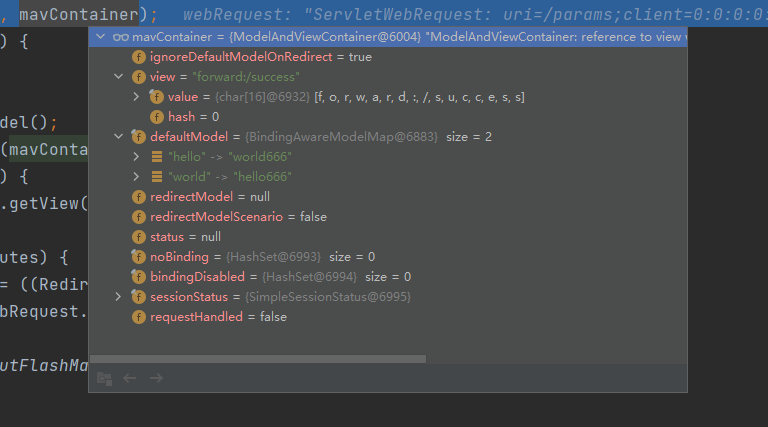 , mavContainer);   webRequest: "ServletWebRequest: uri=/params;client=0:0:0:0:
) {
mavContainer = {ModelAndViewContainer@6004} "ModelAndViewContainer: reference to view
f ignoreDefaultModelOnRedirect = true
f view = "forward:/success"
f value = {char[16]@6932} [f, o, r, w, a, r, d, :, /, s, u, c, c, e, s, s]
f hash = 0
del();
f defaultModel = {BindingAwareModelMap@6883}  size = 2
(mavConta
"hello" -> "world666"
) {
"world" -> "hello666"
.getView(
f redirectModel = null
f redirectModelScenario = false
f status = null
utes) {
f noBinding = {HashSet@6993}  size = 0
= ((Redir
f bindingDisabled = {HashSet@6994}  size = 0
bRequest.
f sessionStatus = {SimpleSessionStatus@6995}
f requestHandled = false
utFlashMa